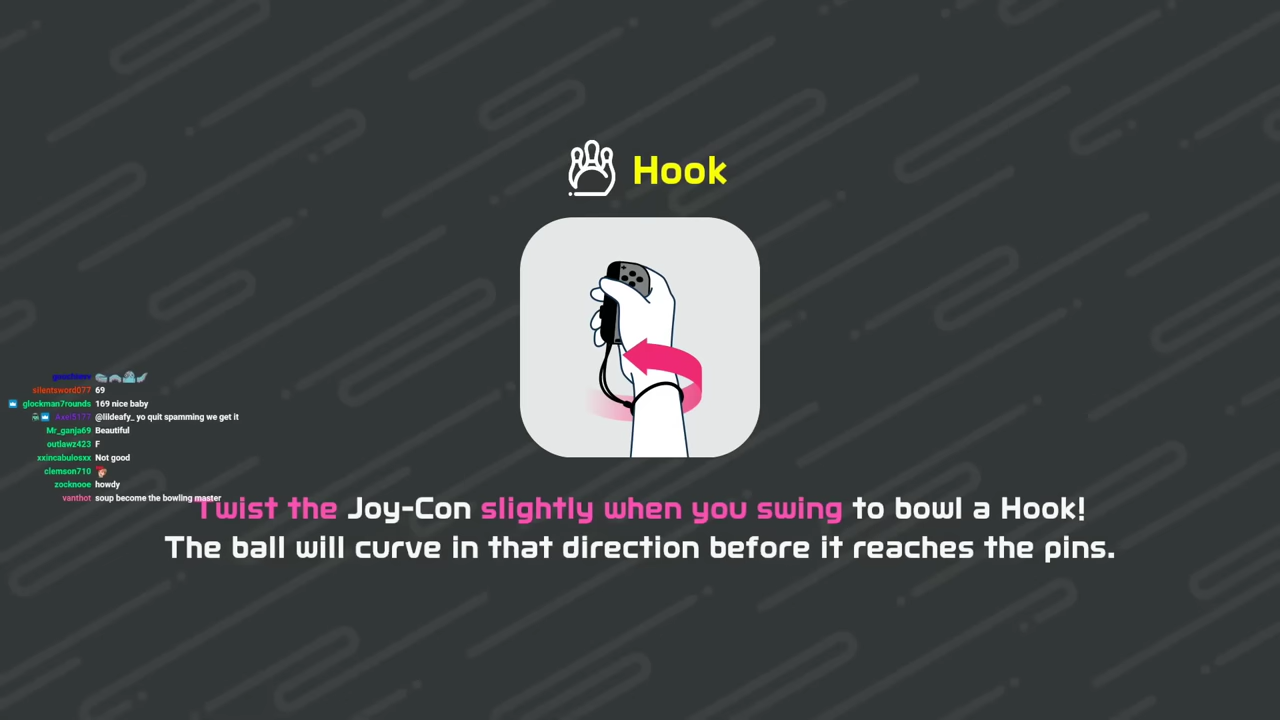 Hook
geochawv
silentsword077 69
glockman7rounds 169 nice baby
Axel5177 @lildeafy_ yo quit spamming we get it
Mr_ganja69 Beautiful
outlawz423 F
xxincabulosxx Not good
clemson710
zocknooe howdy
vanthot soup become the bowling master
Twist the Joy-Con slightly when you swing to bowl a Hook!
The ball will curve in that direction before it reaches the pins.